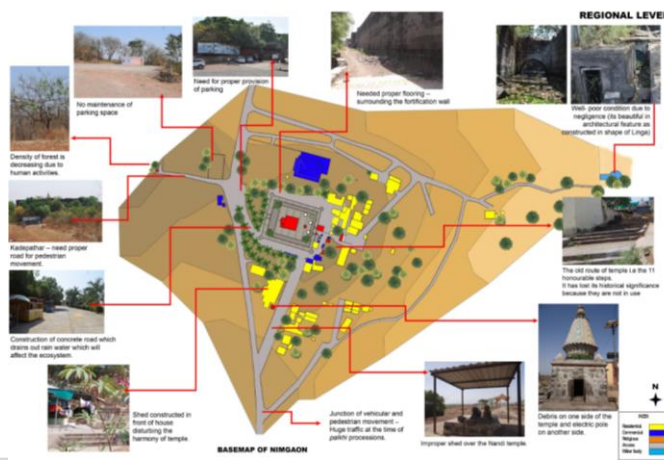 REGIONAL LEVEL
Need for proper provision
of parking
Needed proper flooring –
surrounding the fortification wall
No maintenance of
parking space
Well- poor condition due to
negligence (its beautiful in
architectural feature as
constructed in shape of Linga)
Density of forest is
decreasing due to
human activities.
Kadepathar – need proper
road for pedestrian
movement.
The old route of temple i.e the 11
honourable steps.
It has lost its historical significance
because they are not in use
Construction of concrete road which
drains out rain water which will
affect the ecosystem.
Shed constructed in
front of house
disturbing the
harmony of temple
Junction of vehicular and
pedestrian movement –
Huge traffic at the time of
palkhi processions.
Improper shed over the Nandi temple
Debris on one side of the
temple and electric pole
on another side.
N
Residential
Commercial
Religious
Access
Water body
BASEMAP OF NIMGAON